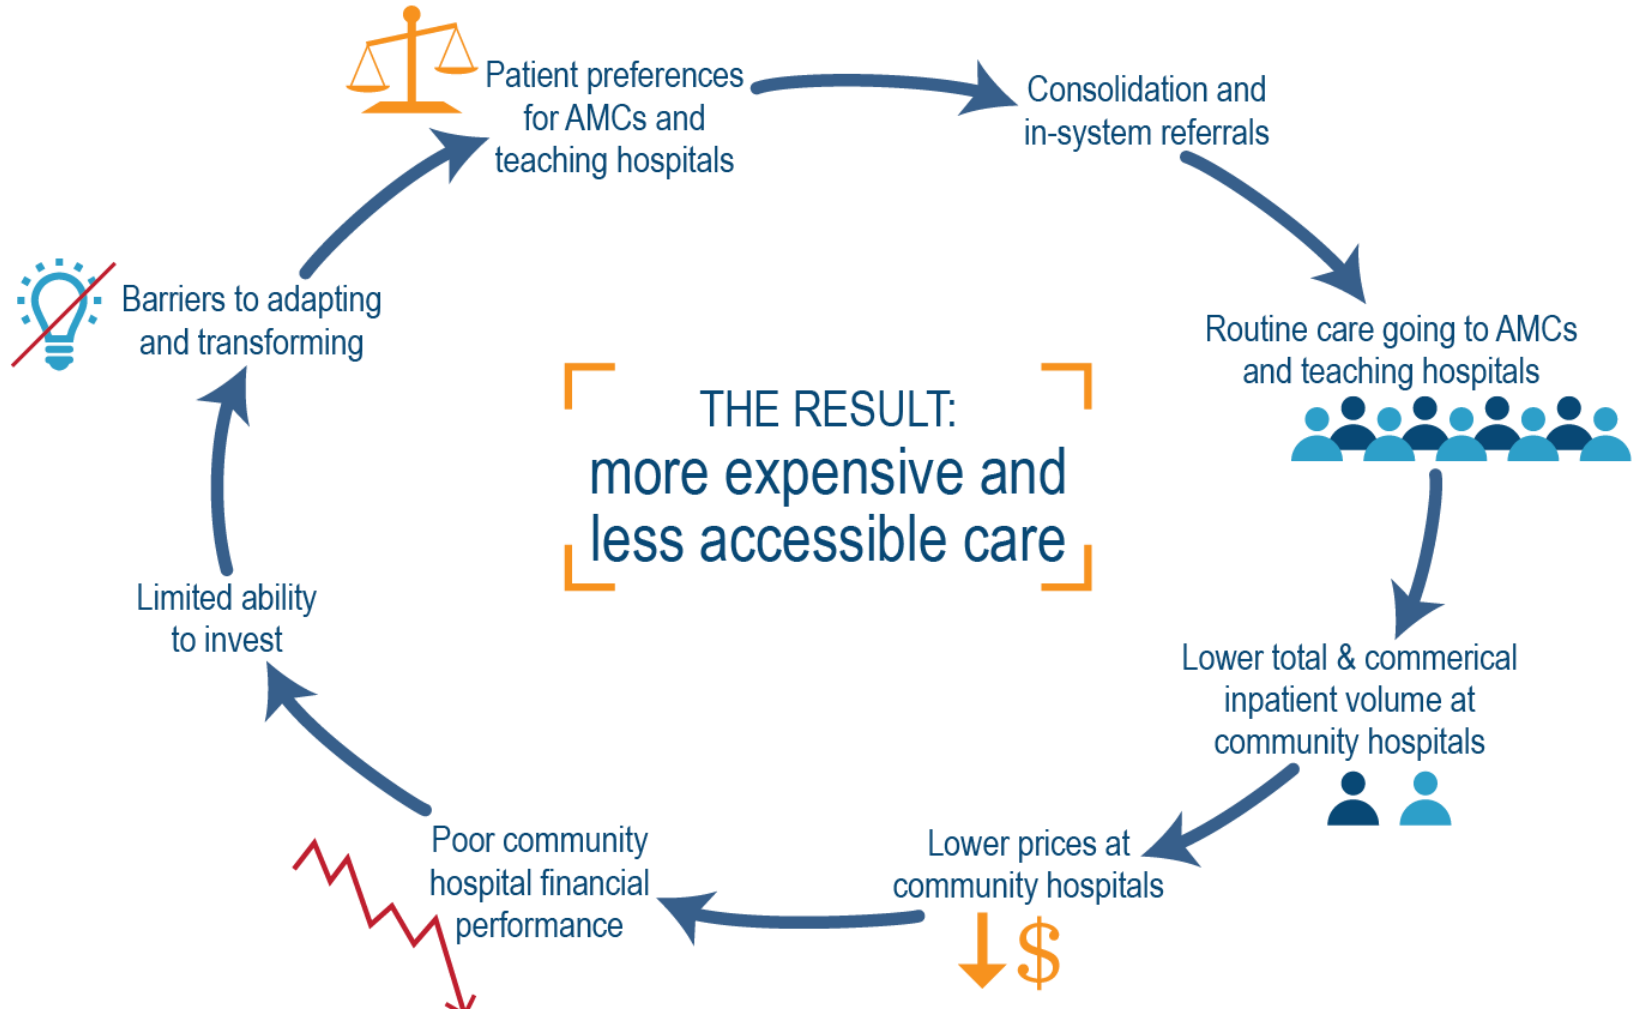 Patient preferences
for AMCs and
teaching hospitals
Consolidation and
in-system referrals
Routine care going to AMCs
and teaching hospitals
Lower total & commerical
inpatient volume at
community hospitals
Lower prices at
community hospitals
$
Poor community
hospital financial
performance
Limited ability
to invest
Barriers to adapting
and transforming
THE RESULT:
more expensive and
less accessible care